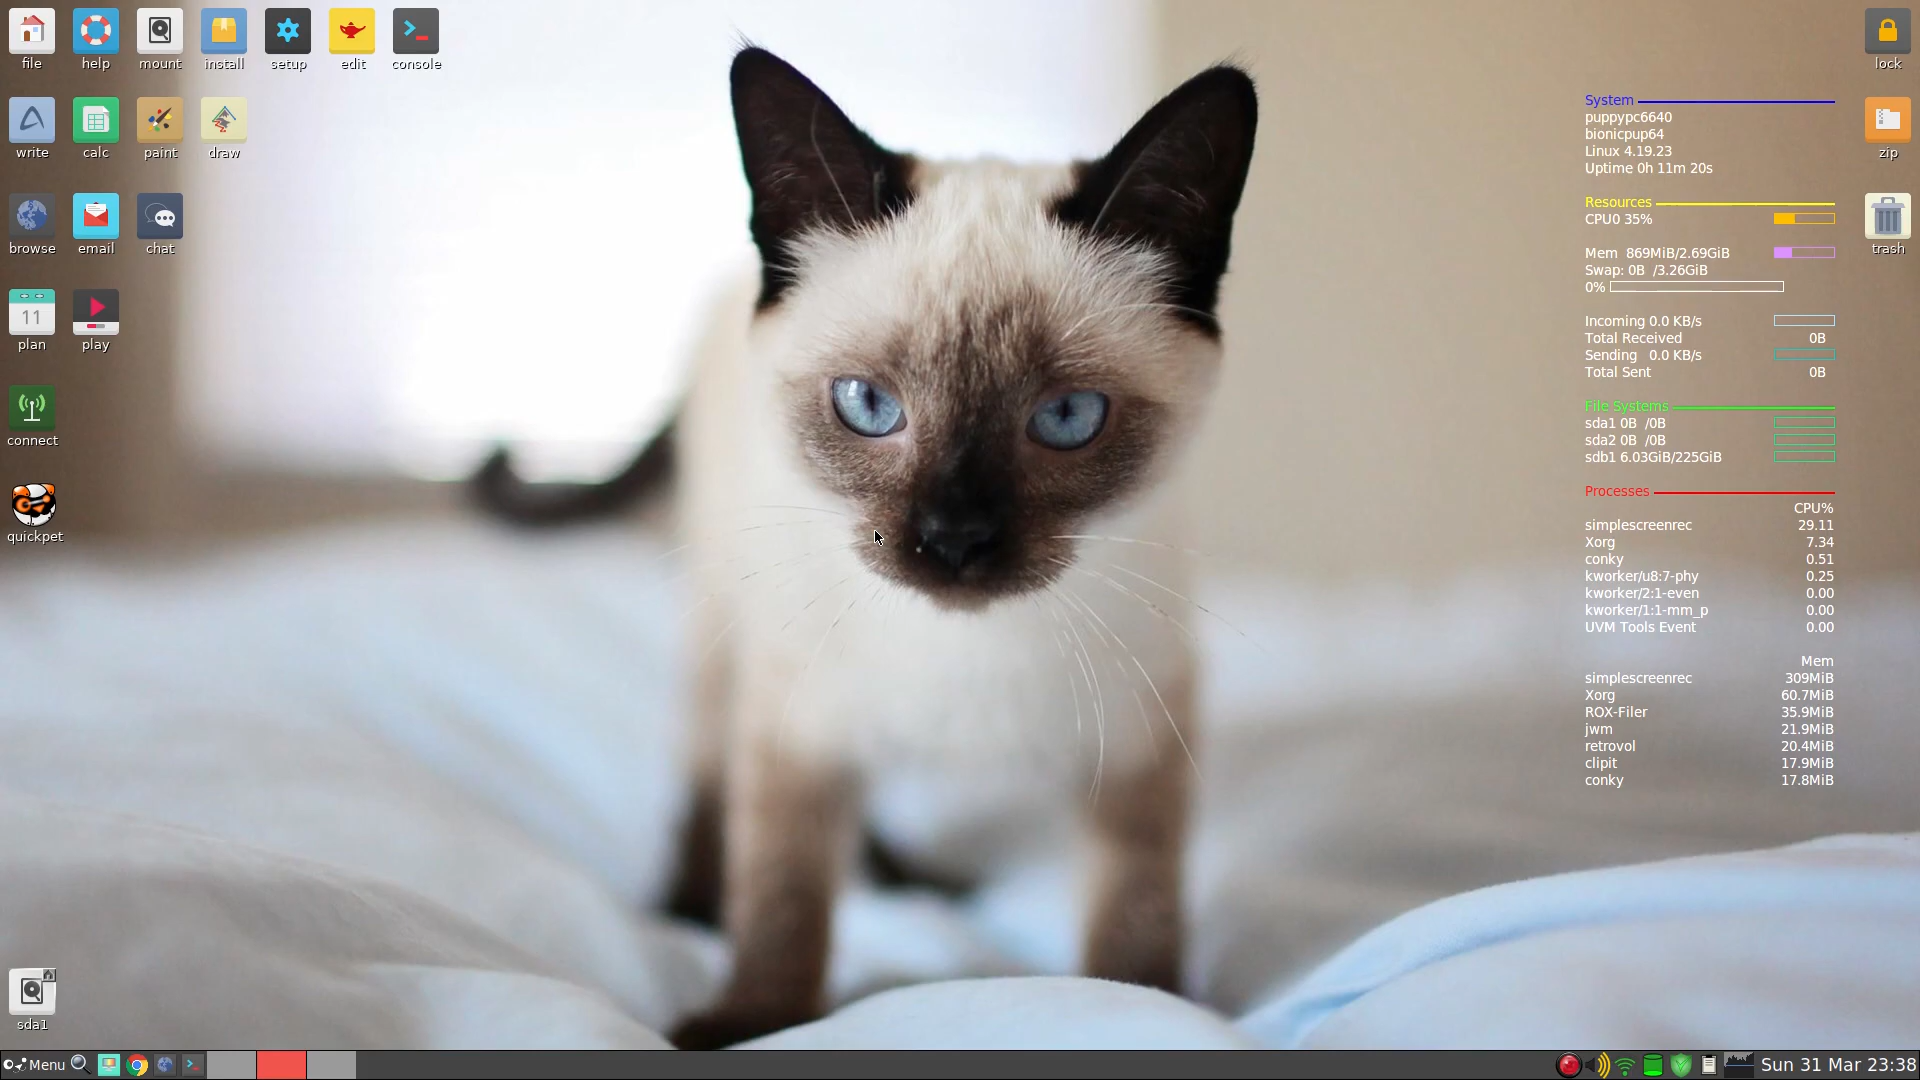 file
help
mount
install
setup
edit
console
lock
write
calc
paint
draw
zip
browse
email
chat
trash
11
plan
play
connect
quickpet
sda1
System
puppypc6640
bionicpup64
Linux 4.19.23
Uptime 0h 11m 20s
Resources
CPU0 35%
Mem 869MiB/2.69GiB
Swap: 0B /3.26GiB
0%
Incoming 0.0 KB/s
Total Received 0B
Sending 0.0 KB/s
Total Sent 0B
File Systems
sda1 0B /0B
sda2 0B /0B
sdb1 6.03GiB/225GiB
Processes
CPU%
simplescreenrec 29.11
Xorg 7.34
conky 0.51
kworker/u8:7-phy 0.25
kworker/2:1-even 0.00
kworker/1:1-mm_p 0.00
UVM Tools Event 0.00
Mem
simplescreenrec 309MiB
Xorg 60.7MiB
ROX-Filer 35.9MiB
jwm 21.9MiB
retrovol 20.4MiB
clipit 17.9MiB
conky 17.8MiB
Menu
Sun 31 Mar 23:38